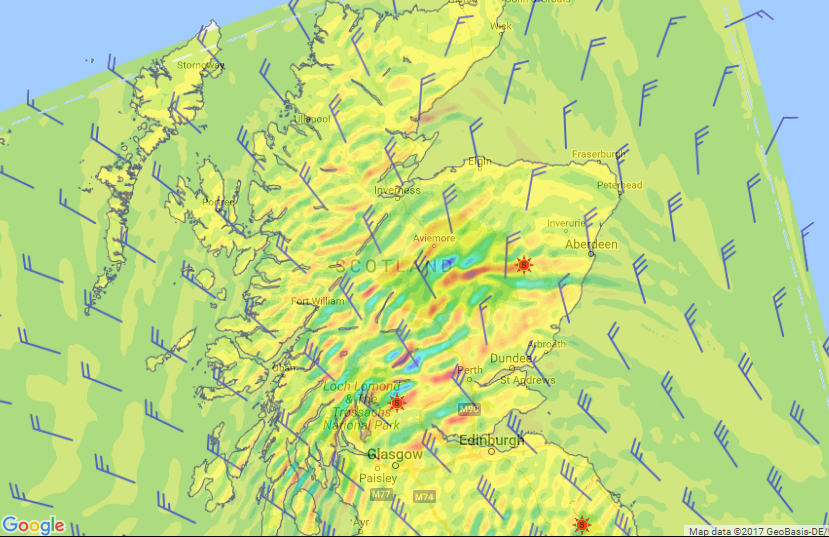 Wick
Stornoway
Ullapool
Elgin
Fraserburgh
Peterhead
Portree
Inverness
Inverurie
Aviemore
Aberdeen
SCOTLAND
S
Fort William
Oban
Arbroath
Dundee
Perth
St Andrews
Loch Lomond
& The
Trossachs
National Park
S
M90
Edinburgh
Glasgow
Paisley
M77
M74
Ayr
S
Google
Map data ©2017 GeoBasis-DE/